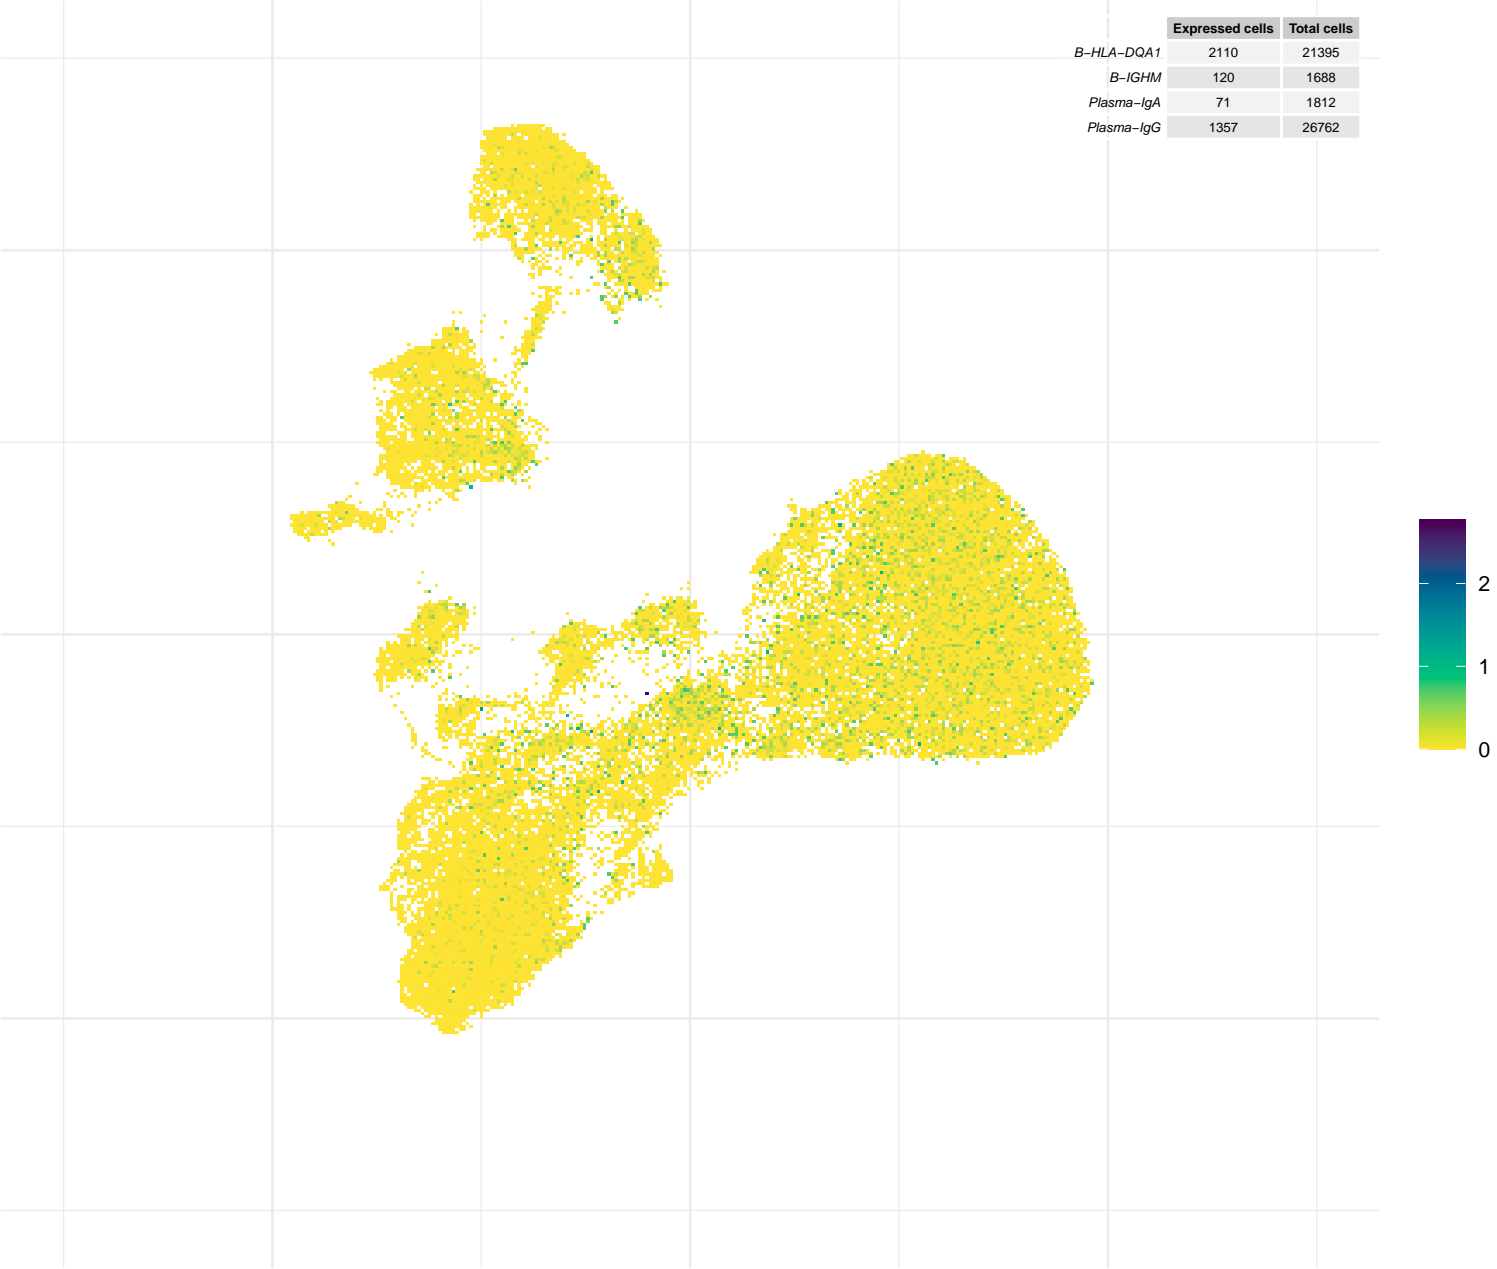 Expressed cells Total cells
B−HLA−DQA1 2110 21395
B−IGHM 120 1688
Plasma−IgA 71 1812
Plasma−IgG 1357 26762
2
1
0